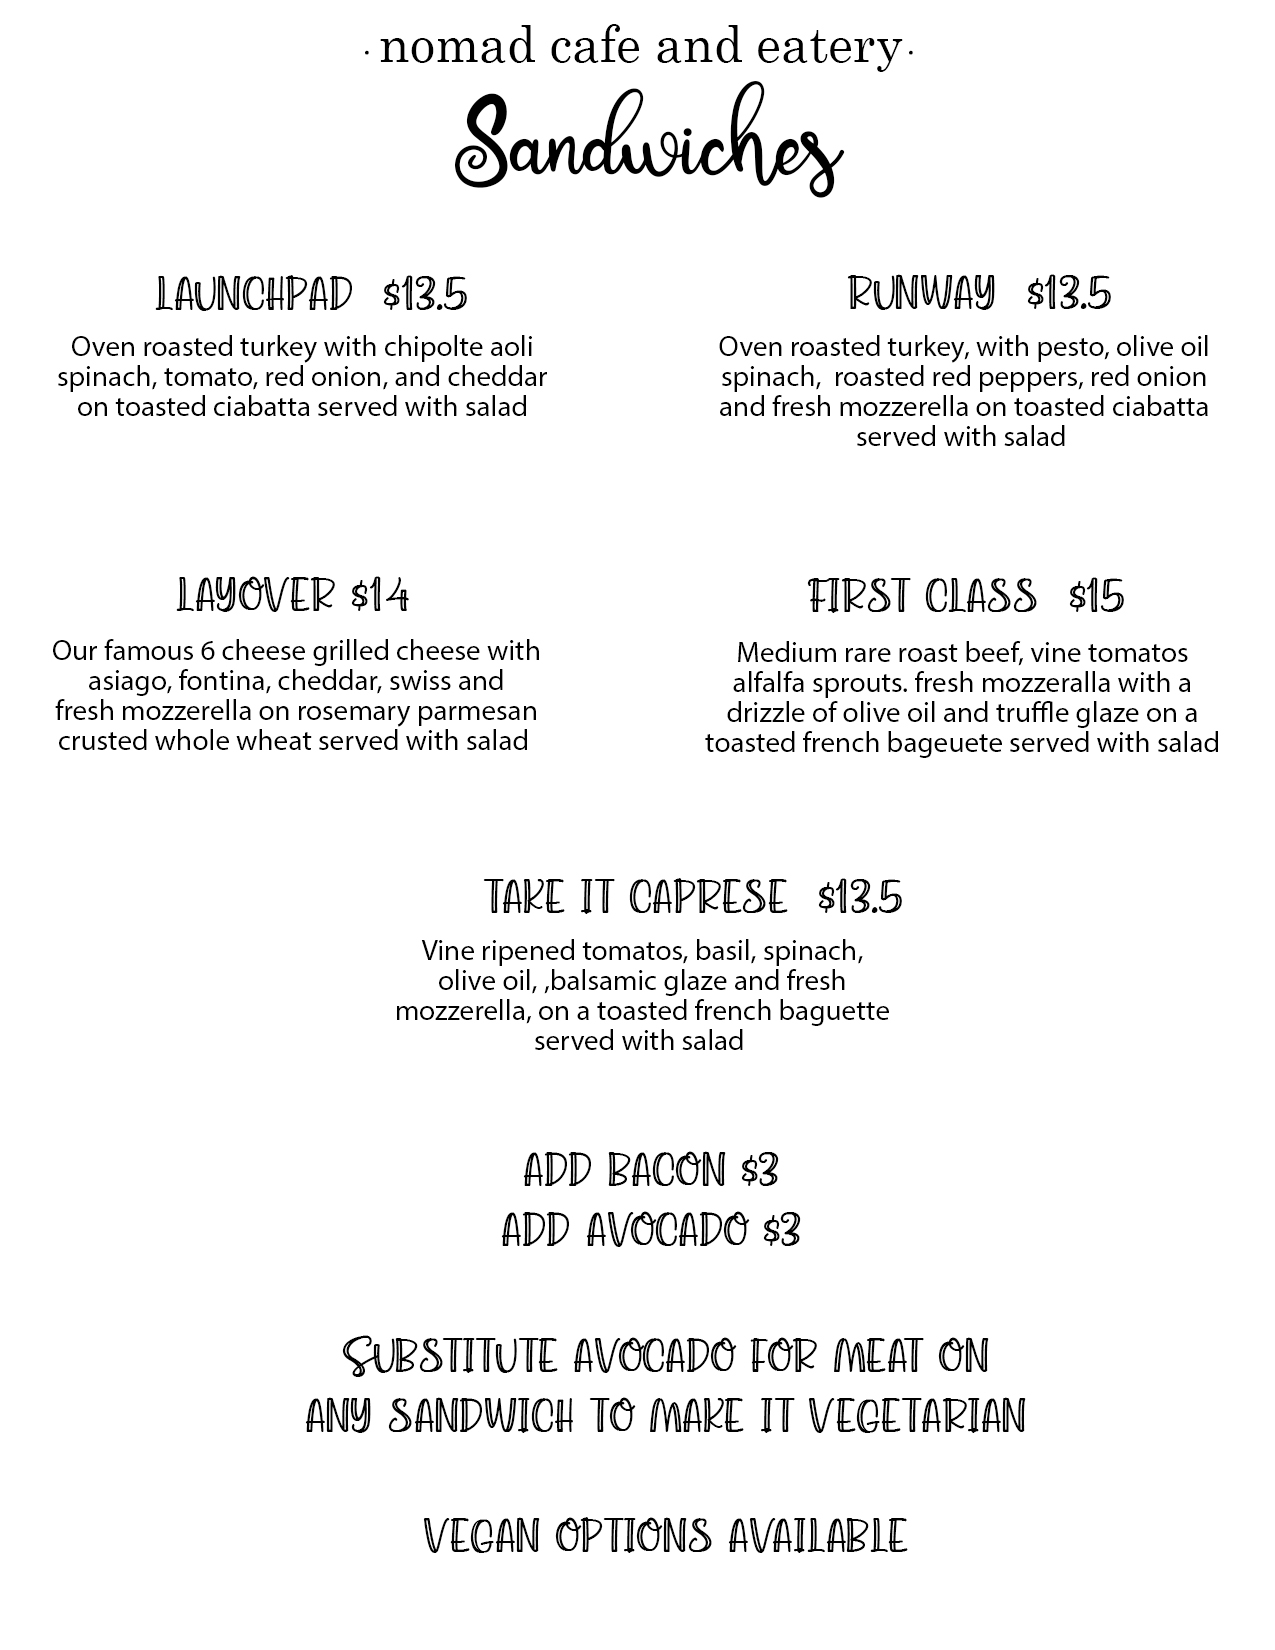 · nomad cafe and eatery ·
Sandwiches
LAUNCHPAD $13.5
Oven roasted turkey with chipolte aoli
spinach, tomato, red onion, and cheddar
on toasted ciabatta served with salad
RUNWAY $13.5
Oven roasted turkey, with pesto, olive oil
spinach, roasted red peppers, red onion
and fresh mozzerella on toasted ciabatta
served with salad
LAYOVER $14
Our famous 6 cheese grilled cheese with
asiago, fontina, cheddar, swiss and
fresh mozzerella on rosemary parmesan
crusted whole wheat served with salad
FIRST CLASS $15
Medium rare roast beef, vine tomatos
alfalfa sprouts. fresh mozzeralla with a
drizzle of olive oil and truffle glaze on a
toasted french bageuete served with salad
TAKE IT CAPRESE $13.5
Vine ripened tomatos, basil, spinach,
olive oil, ,balsamic glaze and fresh
mozzerella, on a toasted french baguette
served with salad
ADD BACON $3
ADD AVOCADO $3
SUBSTITUTE AVOCADO FOR MEAT ON
ANY SANDWICH TO MAKE IT VEGETARIAN
VEGAN OPTIONS AVAILABLE